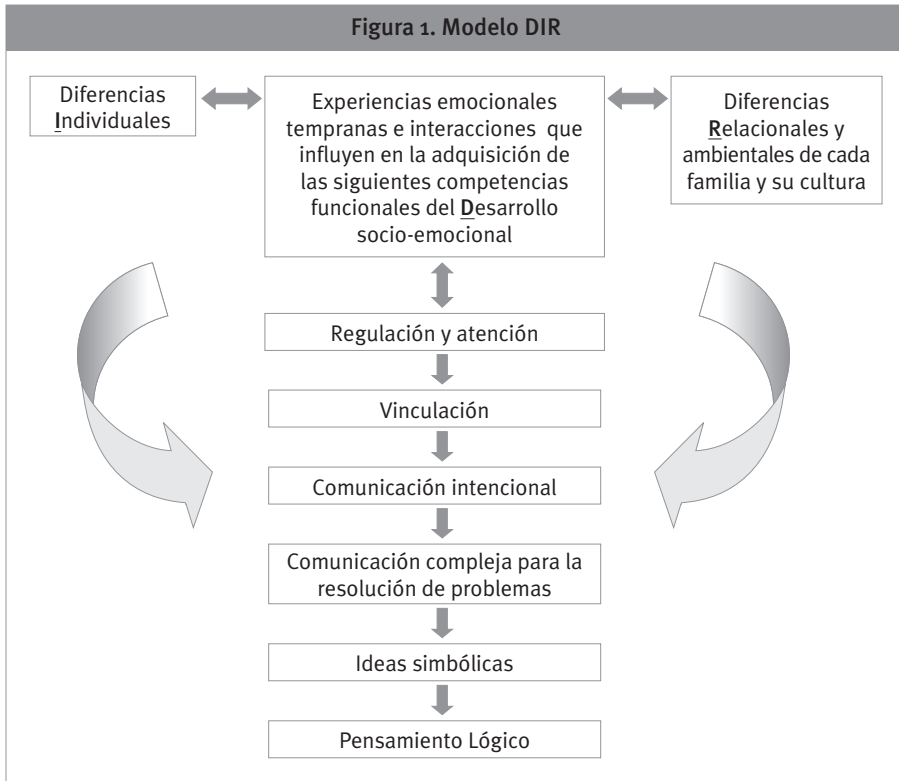 Figura 1. Modelo DIR
Diferencias
Individuales
Experiencias emocionales
tempranas e interacciones que
influyen en la adquisición de
las siguientes competencias
funcionales del Desarrollo
socio-emocional
Diferencias
Relacionales y
ambientales de cada
familia y su cultura
Regulación y atención
Vinculación
Comunicación intencional
Comunicación compleja para la
resolución de problemas
Ideas simbólicas
Pensamiento Lógico